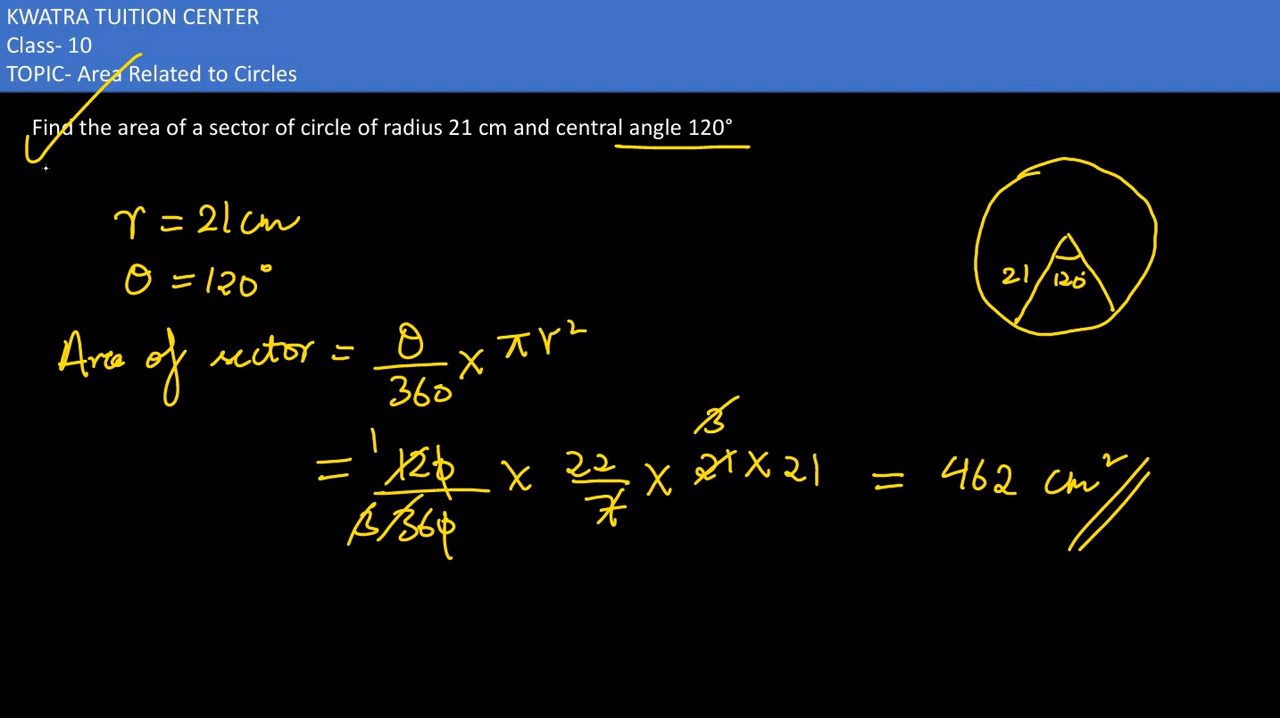 KWATRA TUITION CENTER
Class- 10
TOPIC- Area Related to Circles
Find the area of a sector of circle of radius 21 cm and central angle 120°
r = 21 cm
θ = 120°
21 120°
Area of sector = θ/360 × πr²
= 1 120/3 360 × 22/7 × 3 21 × 21 = 462 cm²